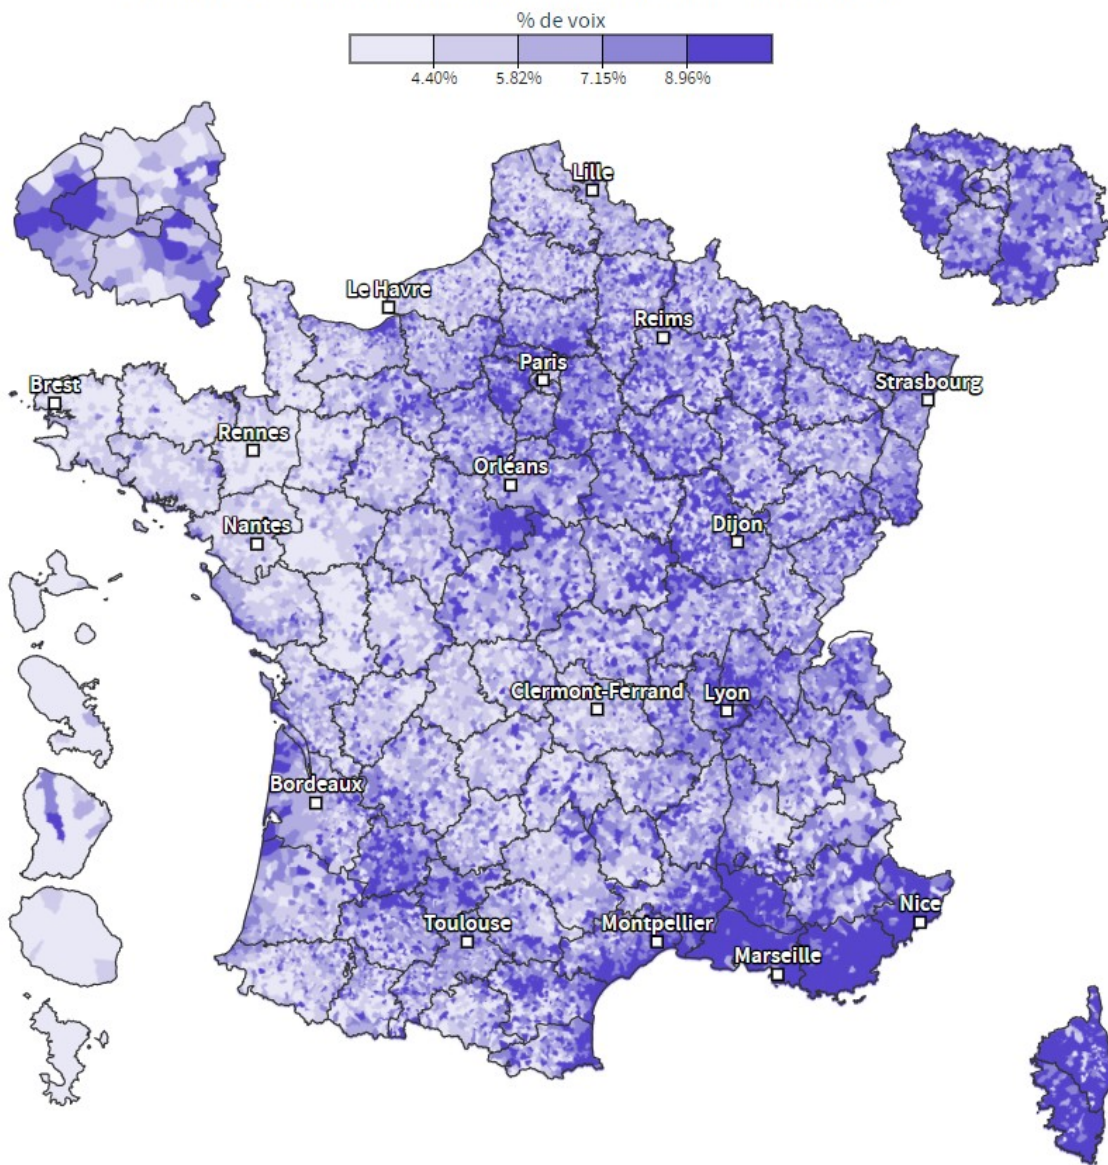 % de voix
4.40%
5.82%
7.15%
8.96%
Lille
Le Havre
Reims
Paris
Brest
Strasbourg
Rennes
Orléans
Nantes
Dijon
Clermont-Ferrand
Lyon
Bordeaux
Nice
Toulouse
Montpellier
Marseille